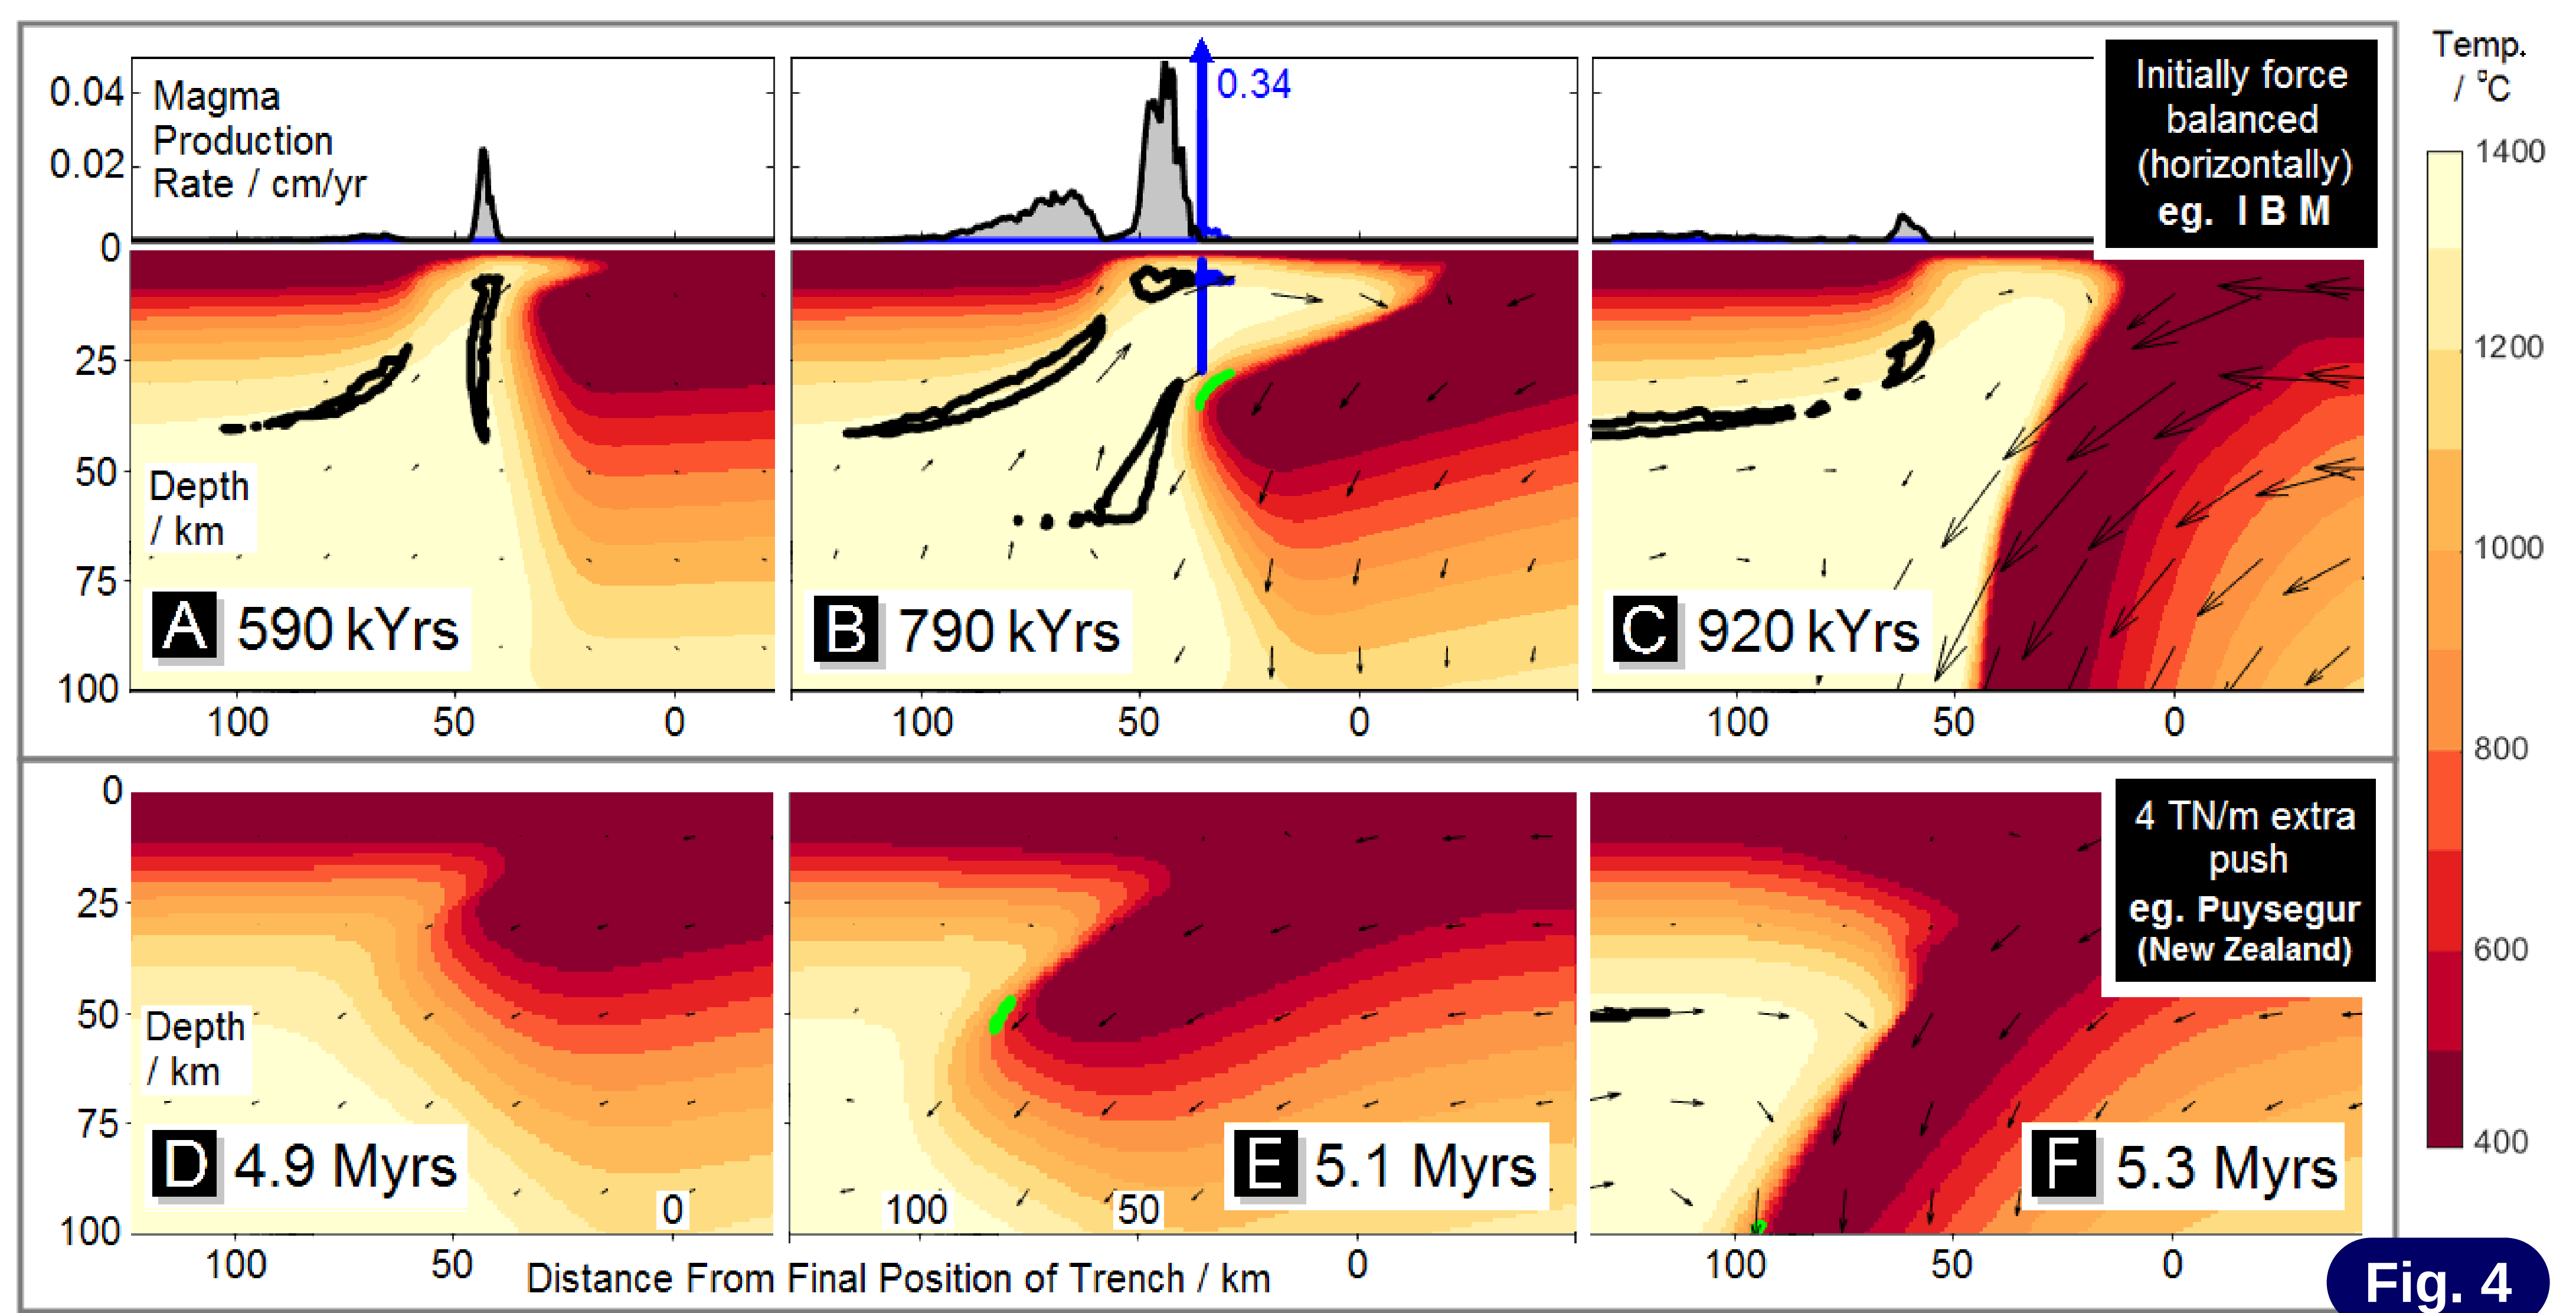 Temp.
/ °C
Initially force
balanced
(horizontally)
eg. I B M
0.04
Magma
Production
Rate / cm/yr
0.02
0
0.34
1400
1200
1000
800
600
400
25
50
75
100
Depth
/ km
A 590 kYrs
B 790 kYrs
C 920 kYrs
100 50 0
100 50 0
100 50 0
4 TN/m extra
push
eg. Puysegur
(New Zealand)
0
25
50
75
100
Depth
/ km
D 4.9 Myrs
E 5.1 Myrs
F 5.3 Myrs
0
100 50
100 50
0
100 50 0
Distance From Final Position of Trench / km
Fig. 4